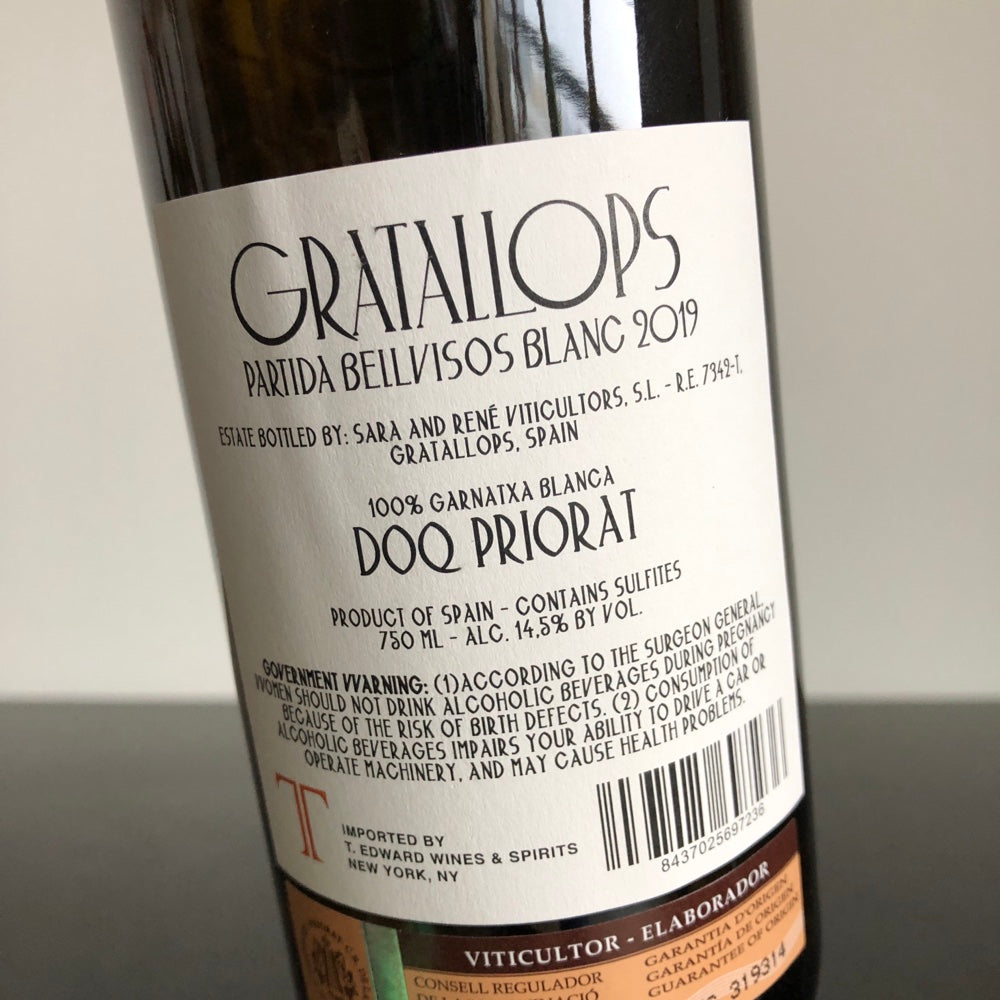 GRATALLOPS
PARTIDA BELLVISOS BLANC 2019
ESTATE BOTTLED BY: SARA AND RENÉ VITICULTORS, S.L. - R.E. 7342-T,
GRATALLOPS, SPAIN
100% GARNATXA BLANCA
DOQ PRIORAT
PRODUCT OF SPAIN - CONTAINS SULFITES
750 ML - ALC. 14,5% BY VOL.
GOVERNMENT WARNING: (1)ACCORDING TO THE SURGEON GENERAL,
WOMEN SHOULD NOT DRINK ALCOHOLIC BEVERAGES DURING PREGNANCY
BECAUSE OF THE RISK OF BIRTH DEFECTS. (2) CONSUMPTION OF
ALCOHOLIC BEVERAGES IMPAIRS YOUR ABILITY TO DRIVE A CAR OR
OPERATE MACHINERY, AND MAY CAUSE HEALTH PROBLEMS.
T
IMPORTED BY
T. EDWARD WINES & SPIRITS
NEW YORK, NY
8437025697236
VITICULTOR - ELABORADOR
CONSELL REGULADOR
GARANTIA D'ORIGEN
GARANTÍA DE ORIGEN
GUARANTEE OF ORIGIN
319314